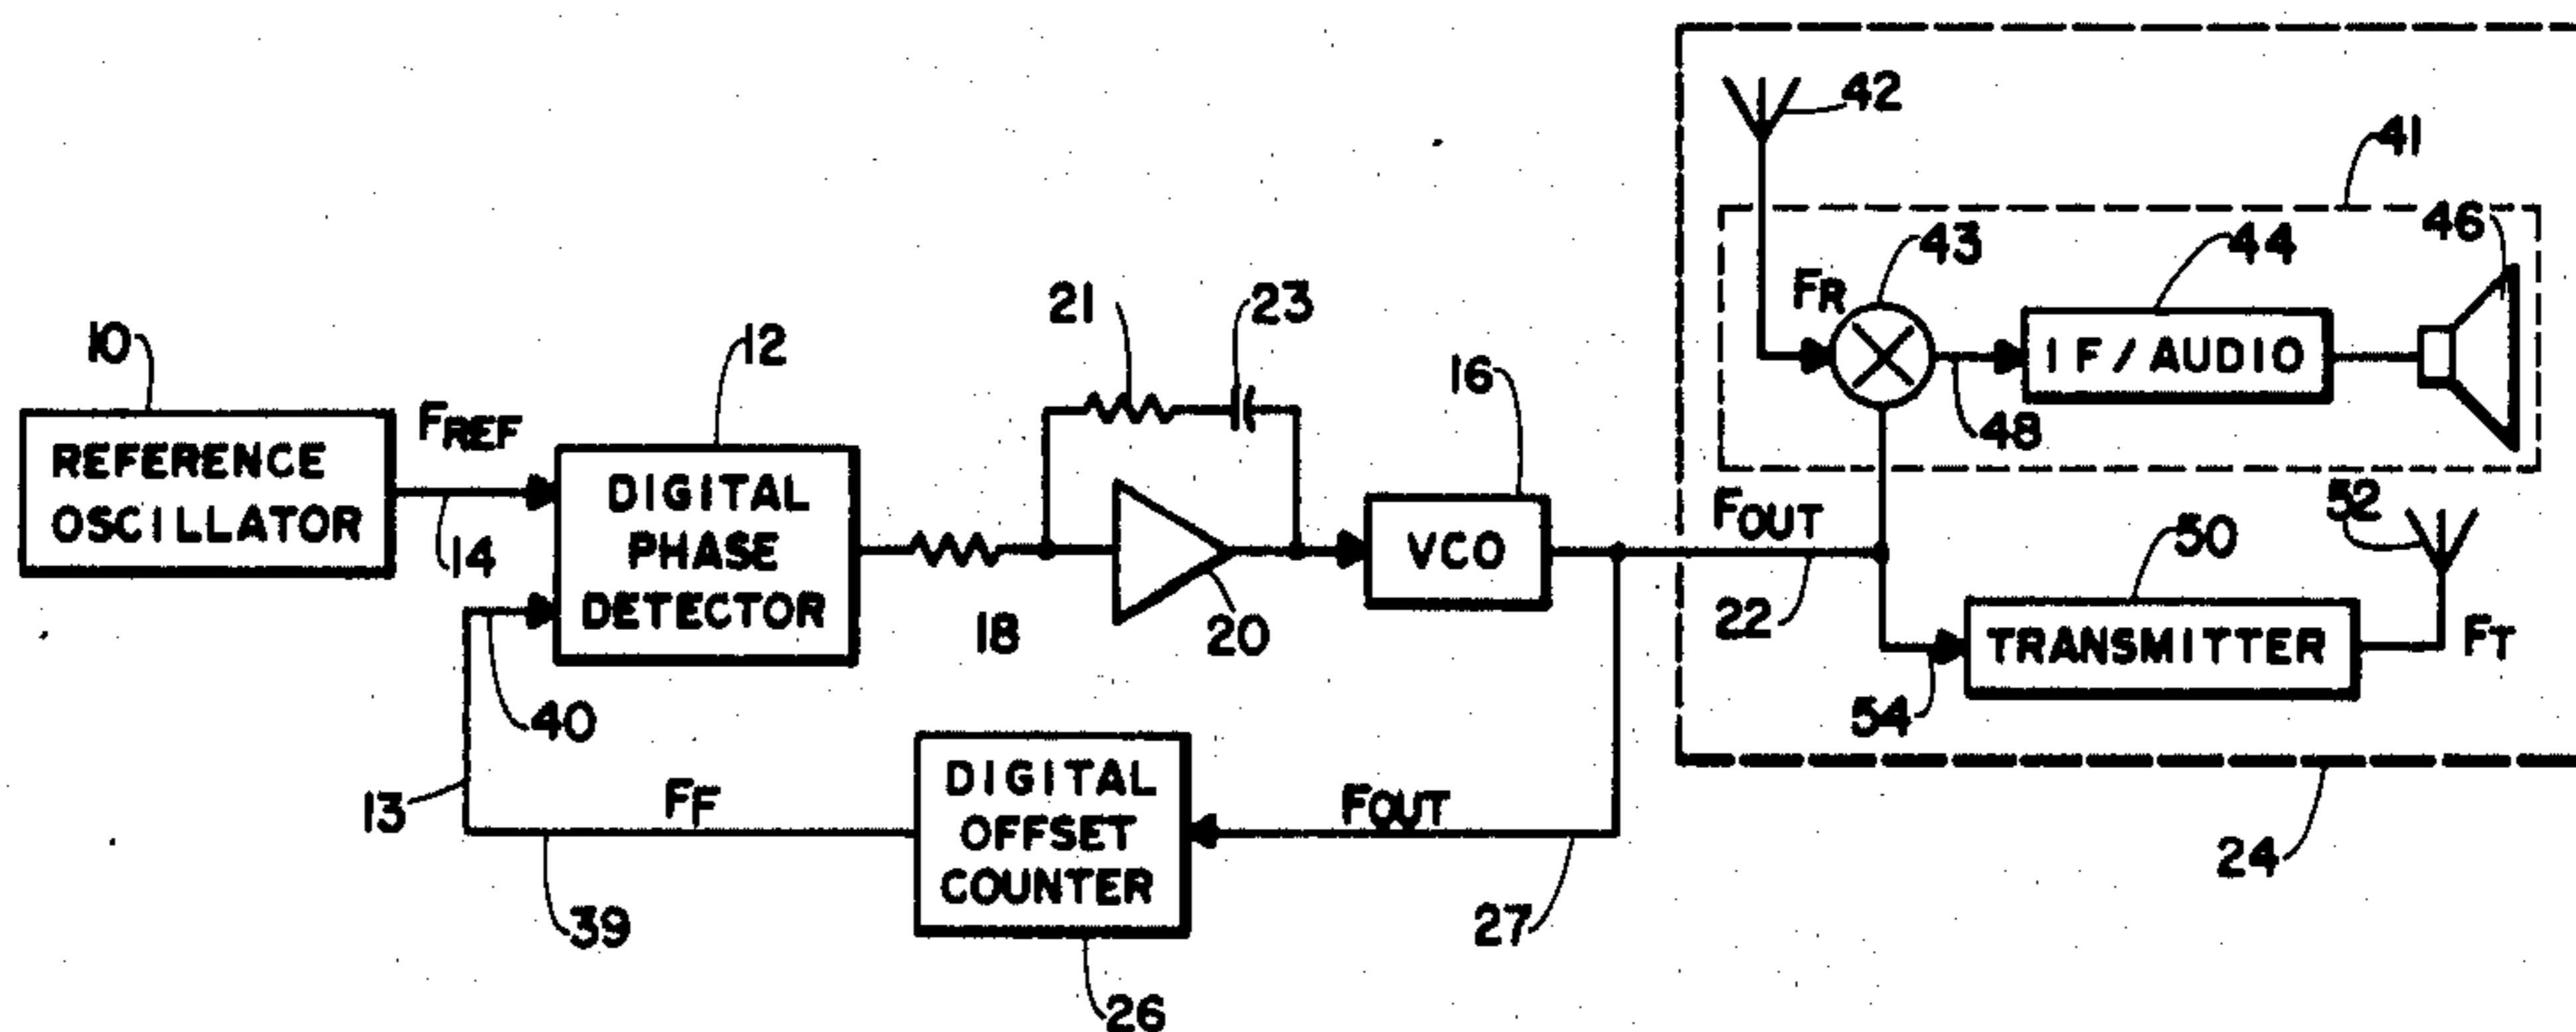 42
41
46
43
44
FR
IF/AUDIO
48
21
23
10
12
16
FREF
REFERENCE
OSCILLATOR
14
DIGITAL
PHASE
DETECTOR
18
20
VCO
FOUT
22
50
52
TRANSMITTER
FT
54
40
13
FF
39
DIGITAL
OFFSET
COUNTER
26
FOUT
27
24